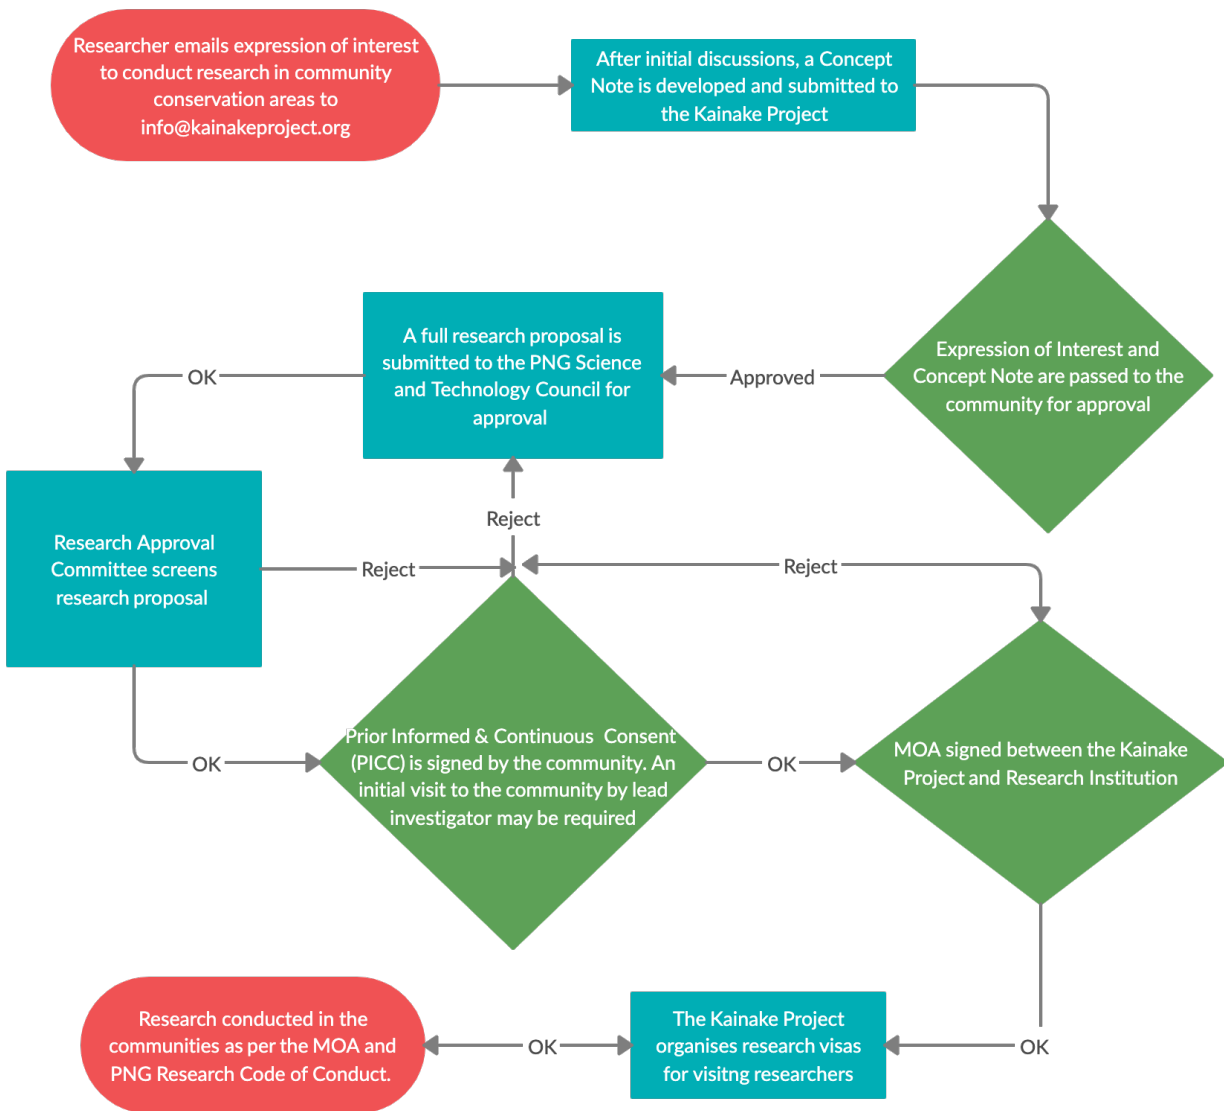 Researcher emails expression of interest
to conduct research in community
conservation areas to
info@kainakeproject.org
After initial discussions, a Concept
Note is developed and submitted to
the Kainake Project
Expression of Interest and
Concept Note are passed to the
community for approval
Approved
A full research proposal is
submitted to the PNG Science
and Technology Council for
approval
OK
Research Approval
Committee screens
research proposal
Reject
Reject
Reject
OK
Prior Informed & Continuous Consent
(PICC) is signed by the community. An
initial visit to the community by lead
investigator may be required
OK
MOA signed between the Kainake
Project and Research Institution
OK
The Kainake Project
organises research visas
for visitng researchers
OK
Research conducted in the
communities as per the MOA and
PNG Research Code of Conduct.